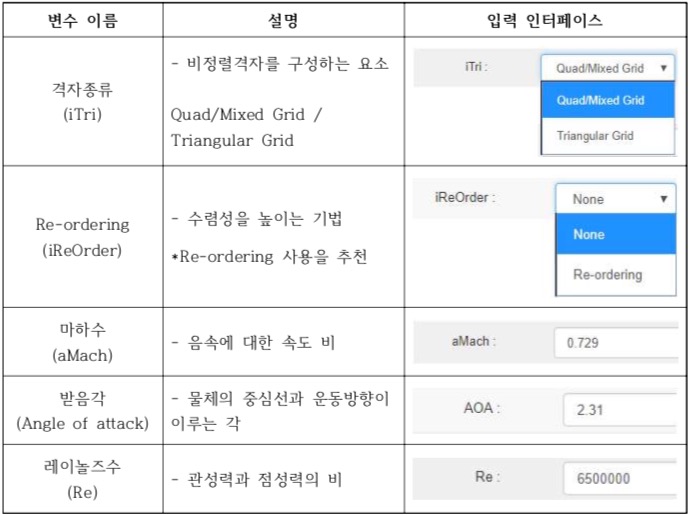 변수 이름
설명
입력 인터페이스
격자종류
(iTri)
- 비정렬격자를 구성하는 요소
Quad/Mixed Grid /
Triangular Grid
iTri :
Quad/Mixed Grid
Quad/Mixed Grid
Triangular Grid
Re-ordering
(iReOrder)
- 수렴성을 높이는 기법
*Re-ordering 사용을 추천
iReOrder :
None
None
Re-ordering
마하수
(aMach)
- 음속에 대한 속도 비
aMach :
0.729
받음각
(Angle of attack)
- 물체의 중심선과 운동방향이
이루는 각
AOA :
2.31
레이놀즈수
(Re)
- 관성력과 점성력의 비
Re :
6500000